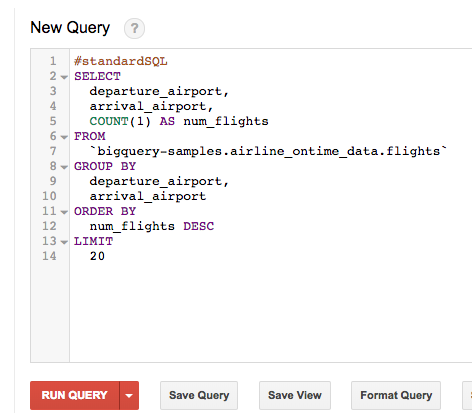 New Query ?
1 #standardSQL
2 SELECT
3 departure_airport,
4 arrival_airport,
5 COUNT(1) AS num_flights
6 FROM
7 `bigquery-samples.airline_ontime_data.flights`
8 GROUP BY
9 departure_airport,
10 arrival_airport
11 ORDER BY
12 num_flights DESC
13 LIMIT
14 20
RUN QUERY Save Query Save View Format Query